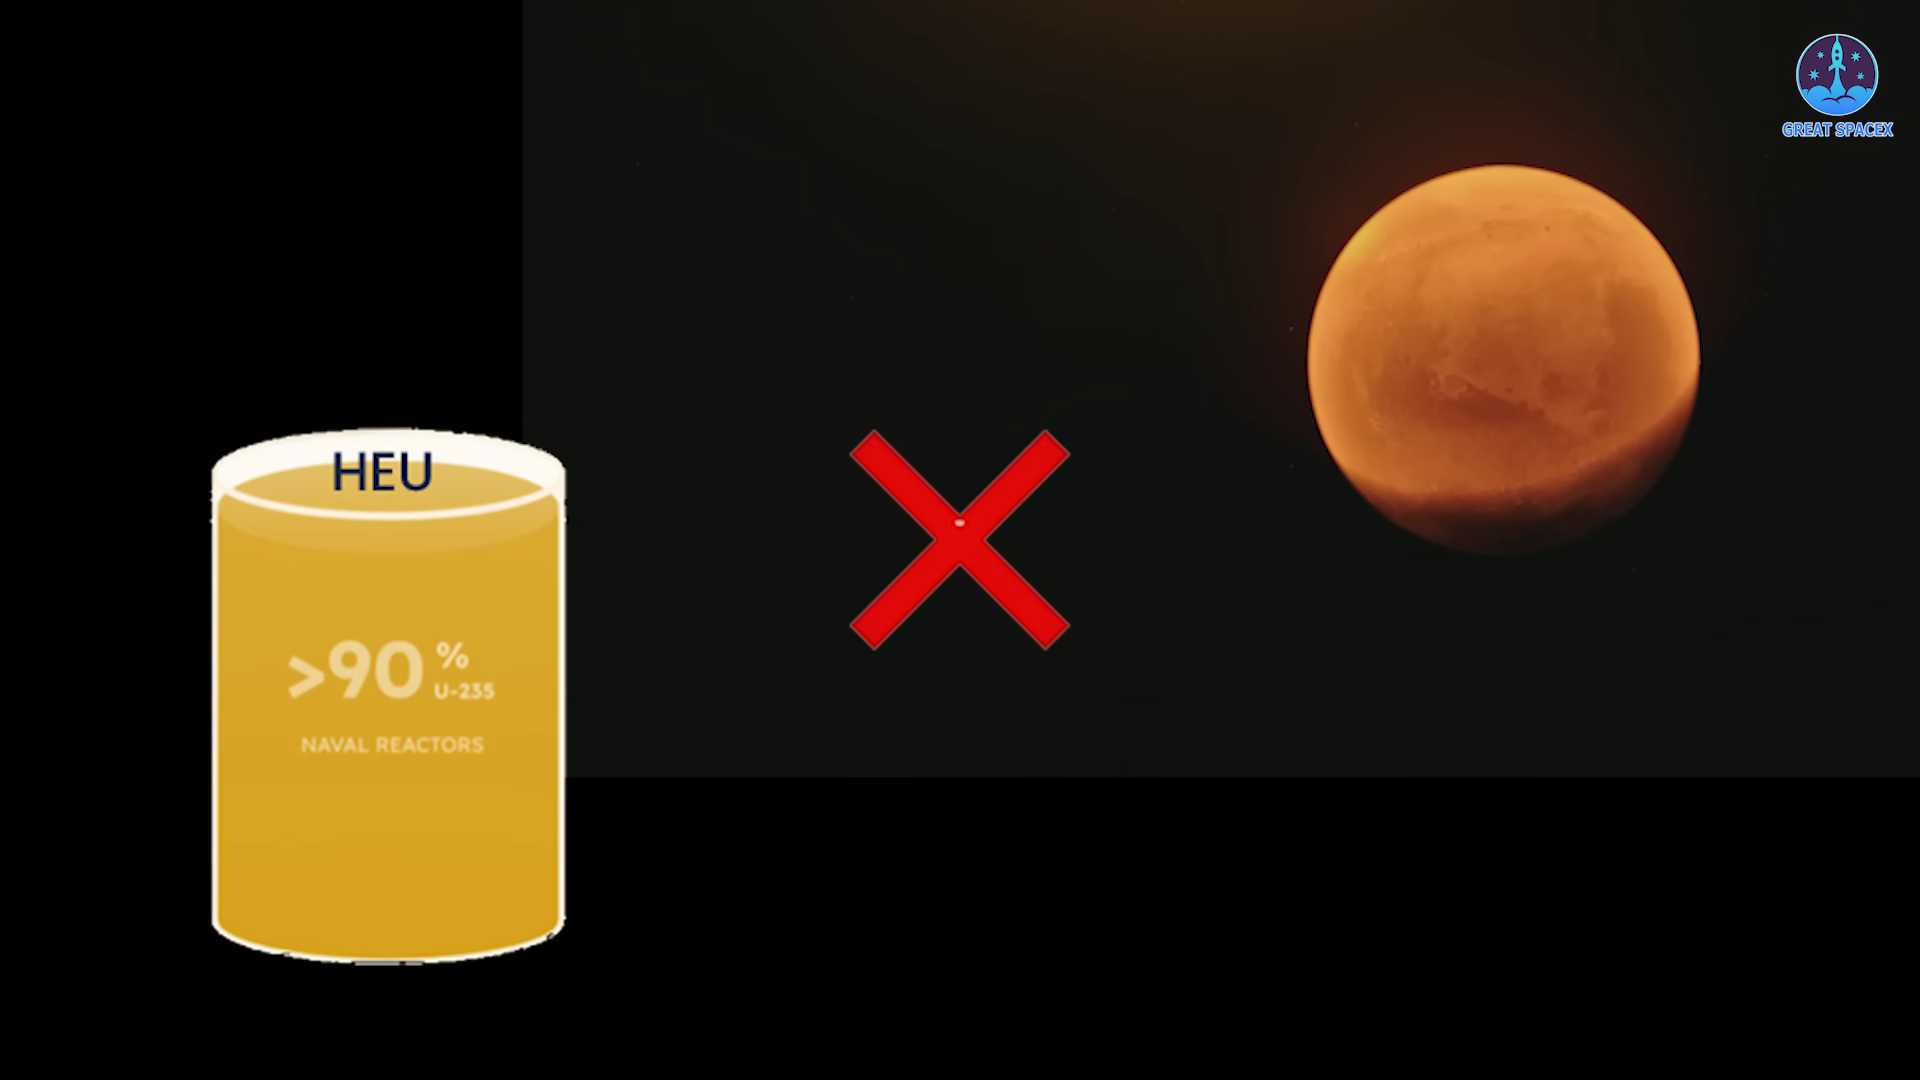 GREAT SPACEX
HEU
>90 %
U-235
NAVAL REACTORS